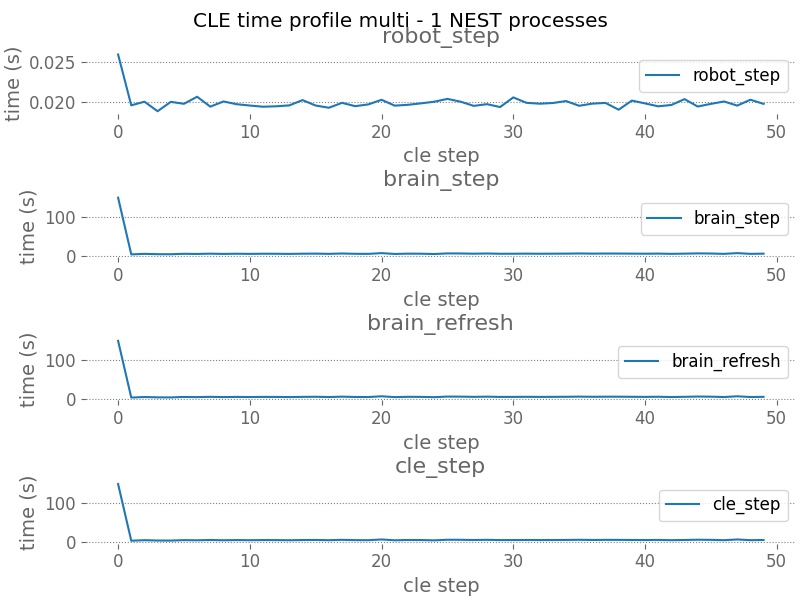 CLE time profile multi - 1 NEST processes
robot_step
time (s)
0.025
0.020
robot_step
0 10 20 30 40 50
cle step
brain_step
time (s)
100
0
brain_step
0 10 20 30 40 50
cle step
brain_refresh
time (s)
100
0
brain_refresh
0 10 20 30 40 50
cle step
cle_step
time (s)
100
0
cle_step
0 10 20 30 40 50
cle step